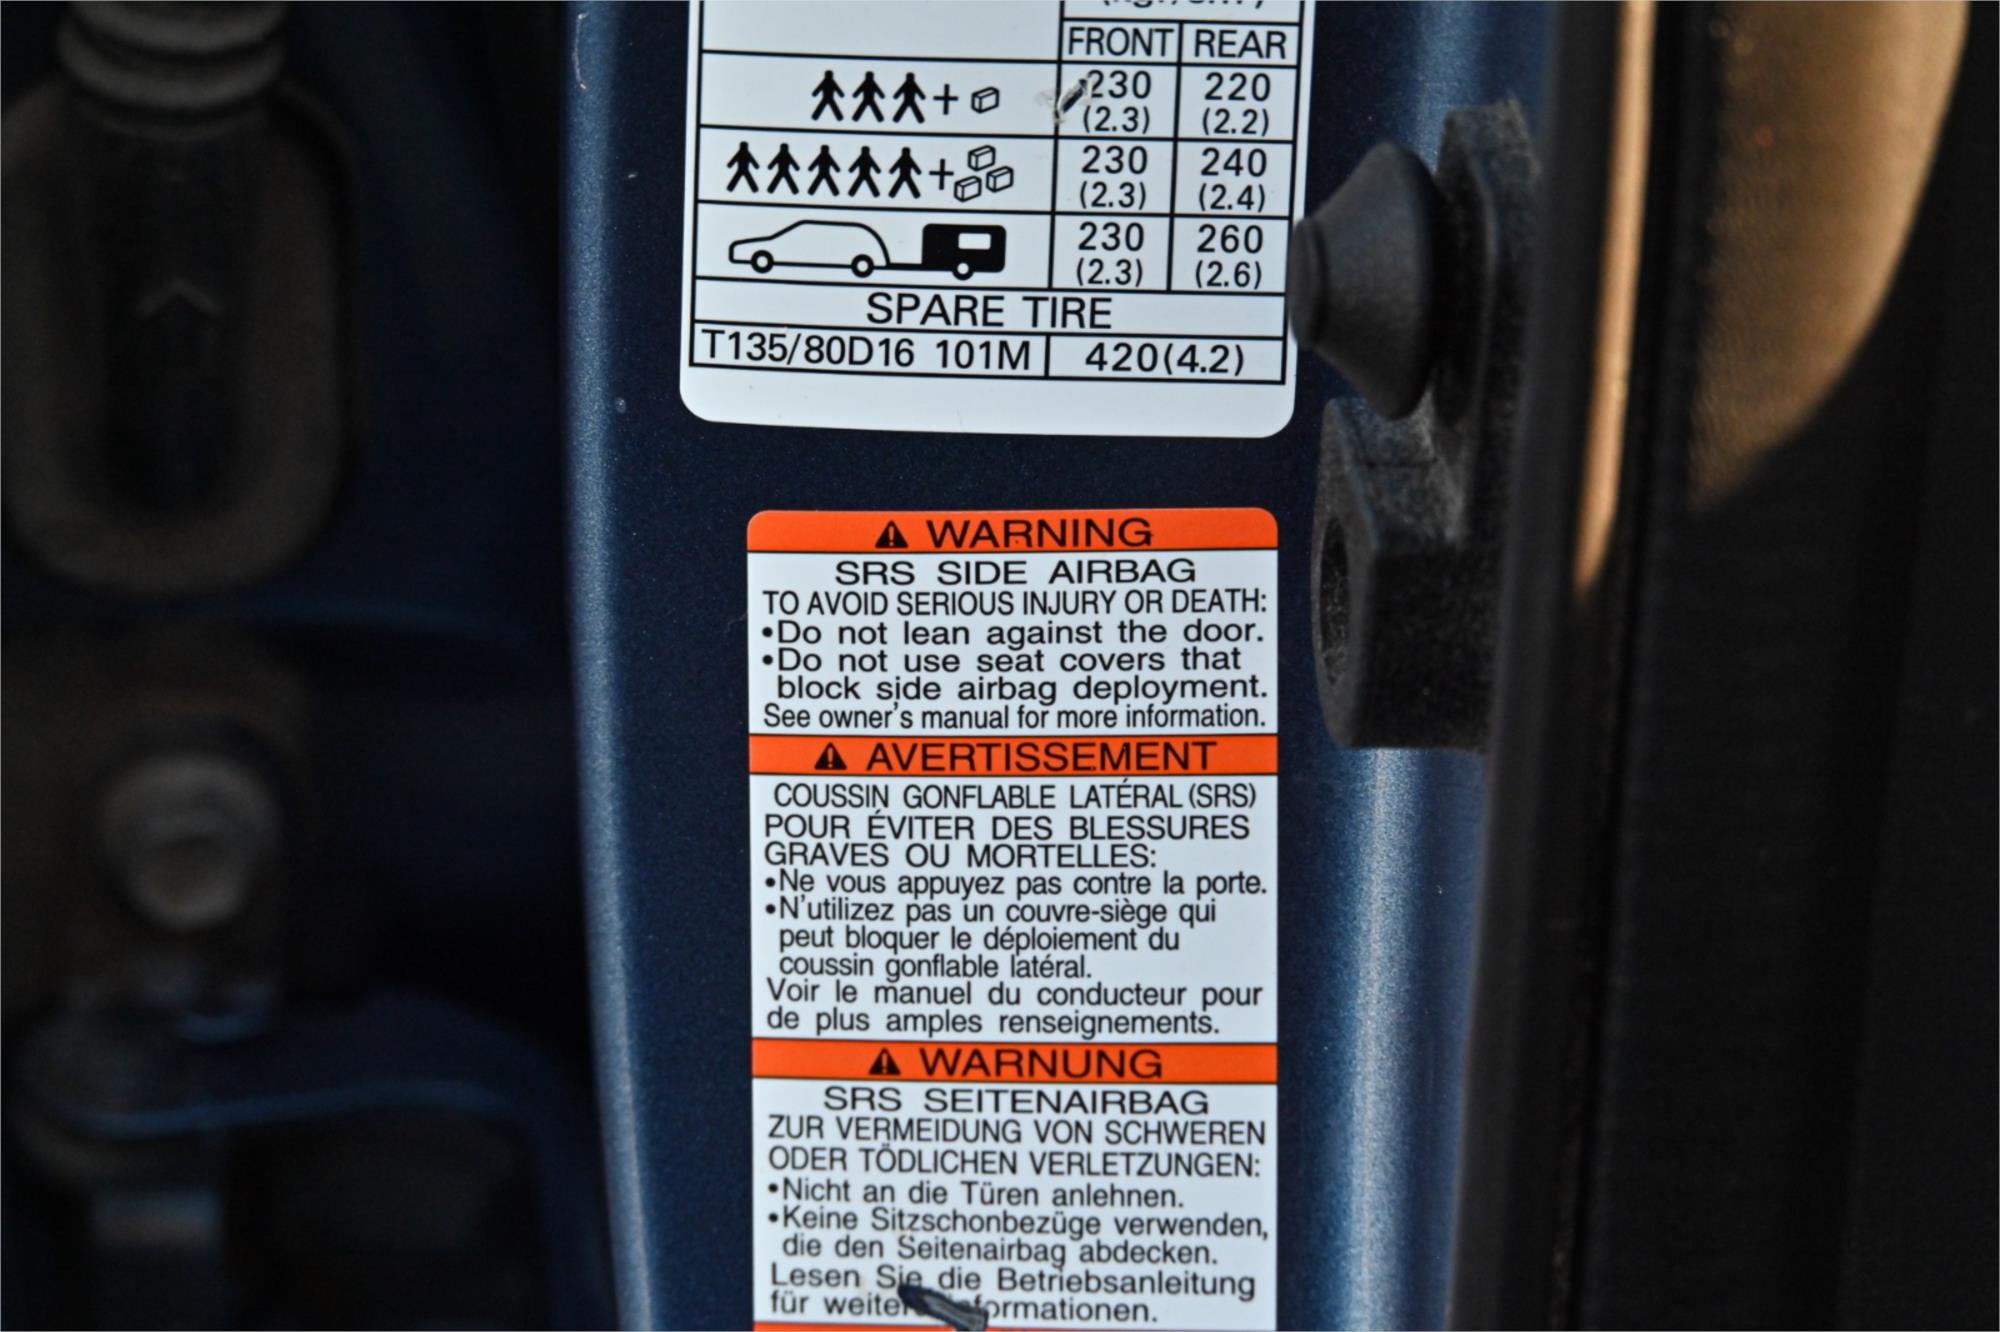 FRONT REAR
+ 230 220
(2.3) (2.2)
+ 230 240
(2.3) (2.4)
230 260
(2.3) (2.6)
SPARE TIRE
T135/80D16 101M 420(4.2)
⚠ WARNING
SRS SIDE AIRBAG
TO AVOID SERIOUS INJURY OR DEATH:
•Do not lean against the door.
•Do not use seat covers that
block side airbag deployment.
See owner's manual for more information.
⚠ AVERTISSEMENT
COUSSIN GONFLABLE LATÉRAL (SRS)
POUR ÉVITER DES BLESSURES
GRAVES OU MORTELLES:
•Ne vous appuyez pas contre la porte.
•N'utilizez pas un couvre-siège qui
peut bloquer le déploiement du
coussin gonflable latéral.
Voir le manuel du conducteur pour
de plus amples renseignements.
⚠ WARNUNG
SRS SEITENAIRBAG
ZUR VERMEIDUNG VON SCHWEREN
ODER TÖDLICHEN VERLETZUNGEN:
•Nicht an die Türen anlehnen.
•Keine Sitzschonbezüge verwenden,
die den Seitenairbag abdecken.
Lesen Sie die Betriebsanleitung
für